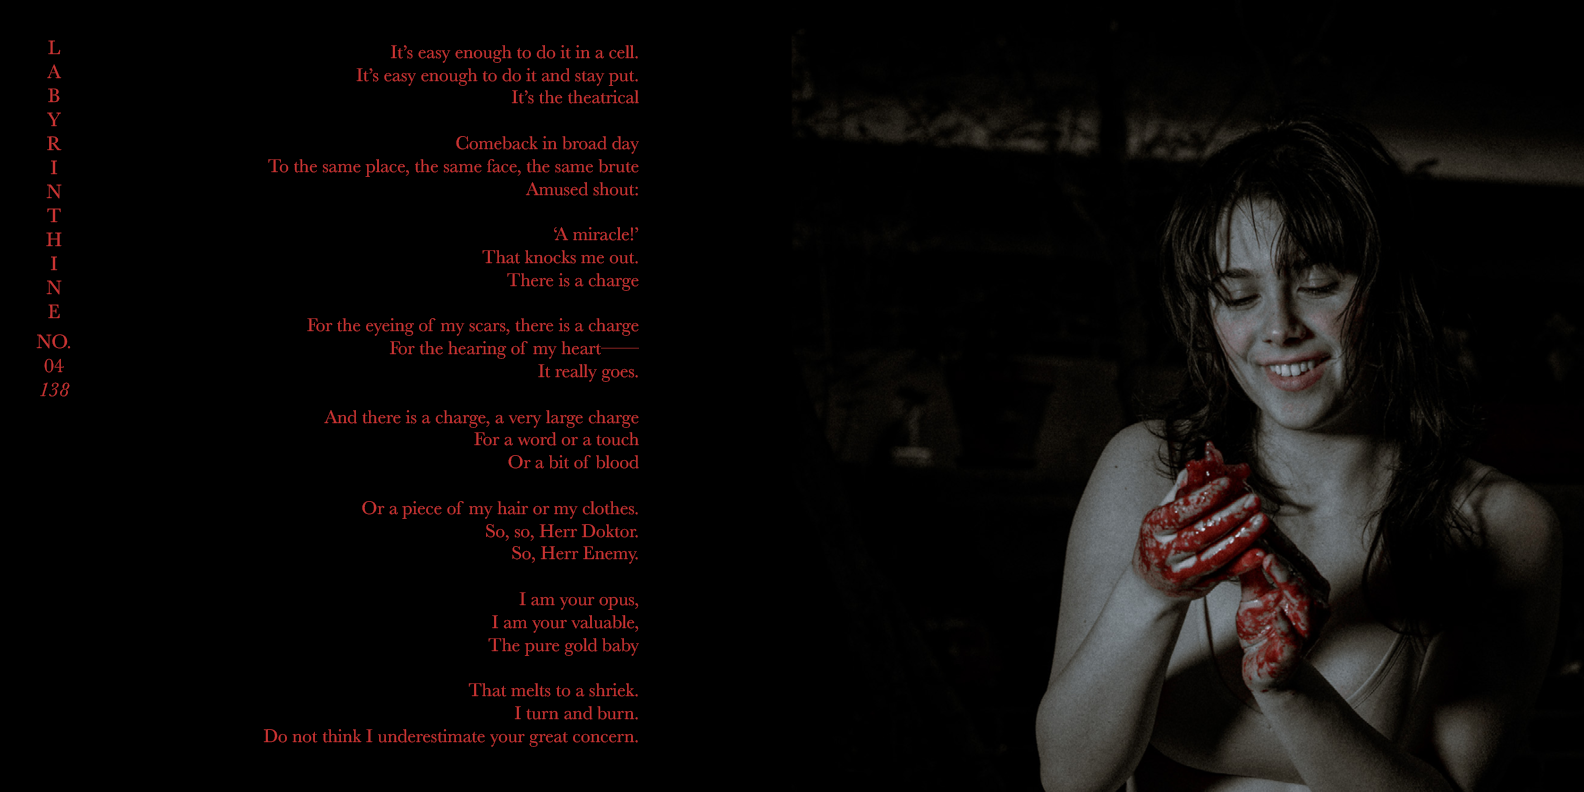 LABYRINTHINE
NO.
04
138
It’s easy enough to do it in a cell.
It’s easy enough to do it and stay put.
It’s the theatrical
Comeback in broad day
To the same place, the same face, the same brute
Amused shout:
‘A miracle!’
That knocks me out.
There is a charge
For the eyeing of my scars, there is a charge
For the hearing of my heart——
It really goes.
And there is a charge, a very large charge
For a word or a touch
Or a bit of blood
Or a piece of my hair or my clothes.
So, so, Herr Doktor.
So, Herr Enemy.
I am your opus,
I am your valuable,
The pure gold baby
That melts to a shriek.
I turn and burn.
Do not think I underestimate your great concern.